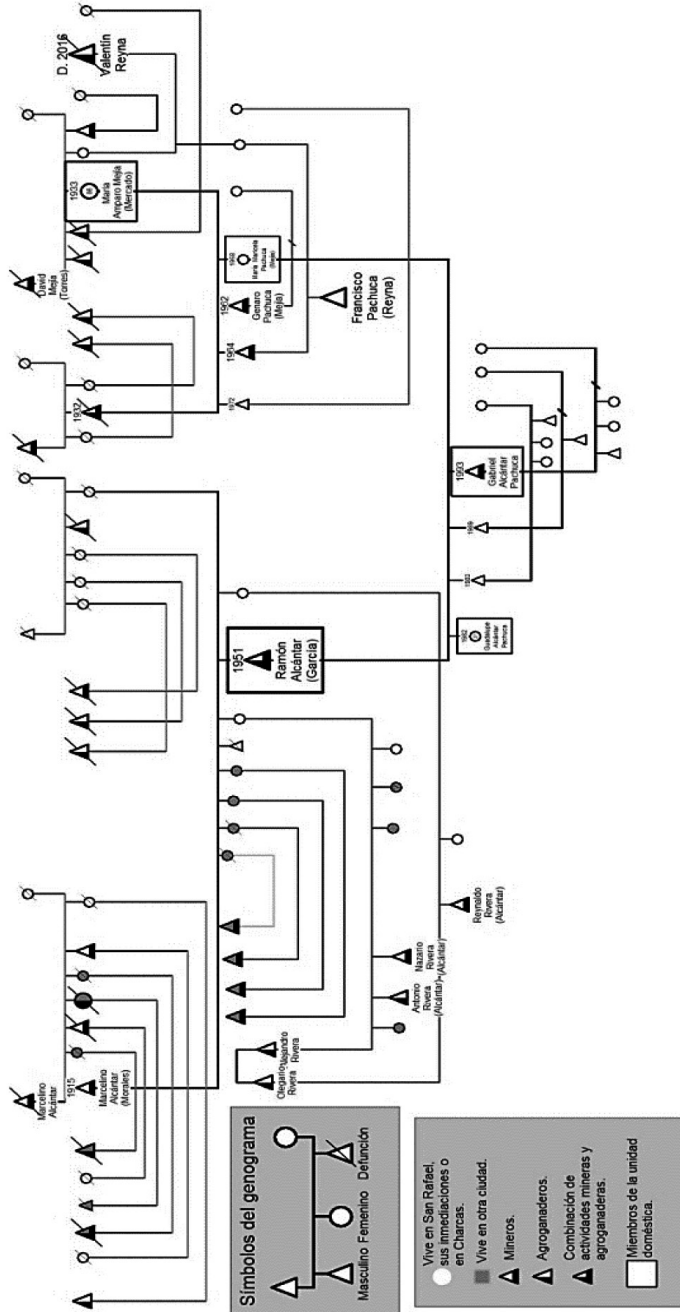 Marcelino
Alcántar
1915
Marcelino
Alcántar
(Morales)
David
Mejía
(Torres)
1932
1933
María
Amparo Mejía
(Mercado)
D. 2016
Valentín
Reyna
1951
Ramón
Alcántar
(García)
1972
1964
1962
Genaro
Pachuca
(Mejía)
Pachuca
(Mejía)
Francisco
Pachuca
(Reyna)
Olegario
Rivera
Alejandro
Rivera
Antonio
Rivera
(Alcántar)
Nazario
Rivera
(Alcántar)
Reynaldo
Rivera
(Alcántar)
Guadalupe
Alcántar
Pachuca
1993
Gabriel
Alcántar
Pachuca
Símbolos del genograma
Masculino Femenino Defunción
Vive en San Rafael,
sus inmediaciones o
en Charcas.
Vive en otra ciudad.
Mineros.
Agroganaderos.
Combinación de
actividades mineras y
agroganaderas.
Miembros de la unidad
doméstica.